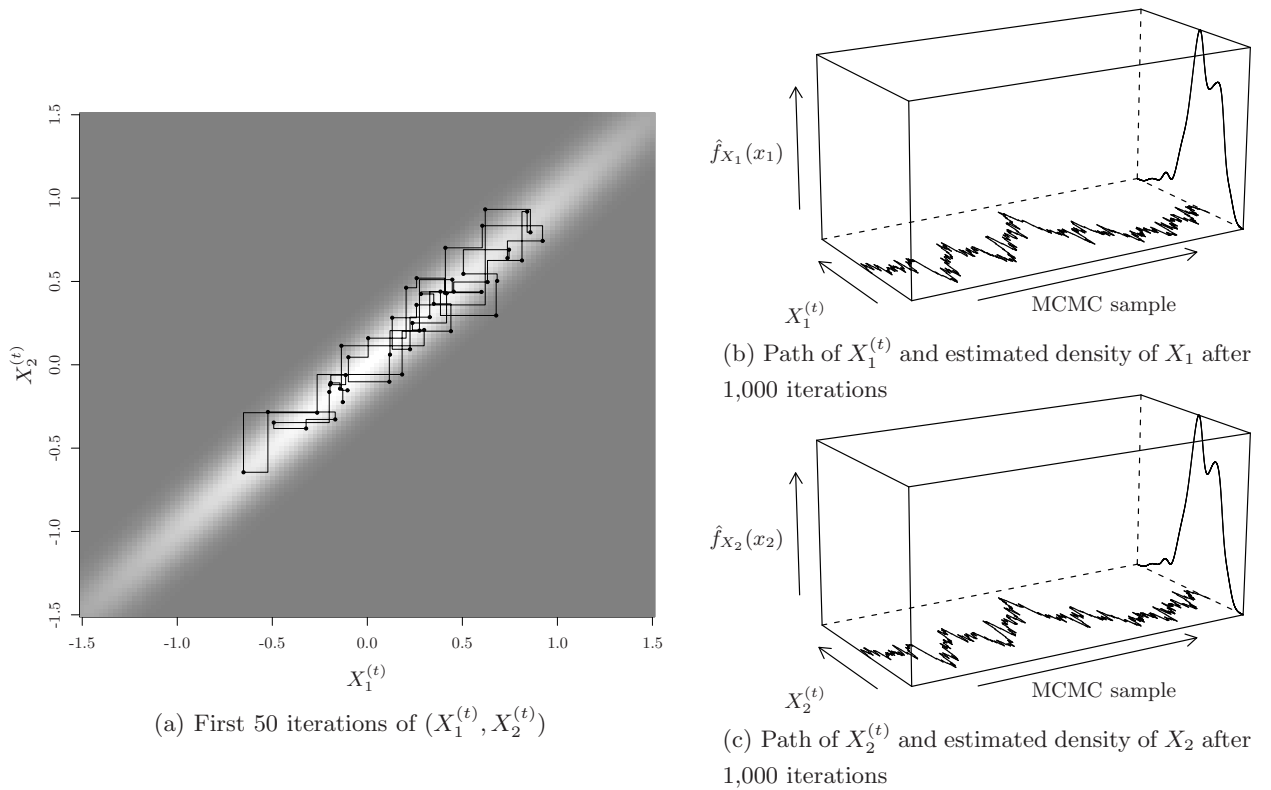 1.5
1.0
0.5
0.0
-0.5
-1.0
-1.5
X_2^{(t)}
-1.5 -1.0 -0.5 0.0 0.5 1.0 1.5
X_1^{(t)}
(a) First 50 iterations of (X_1^{(t)}, X_2^{(t)})
\hat{f}_{X_1}(x_1)
MCMC sample
X_1^{(t)}
(b) Path of X_1^{(t)} and estimated density of X_1 after
1,000 iterations
\hat{f}_{X_2}(x_2)
MCMC sample
X_2^{(t)}
(c) Path of X_2^{(t)} and estimated density of X_2 after
1,000 iterations